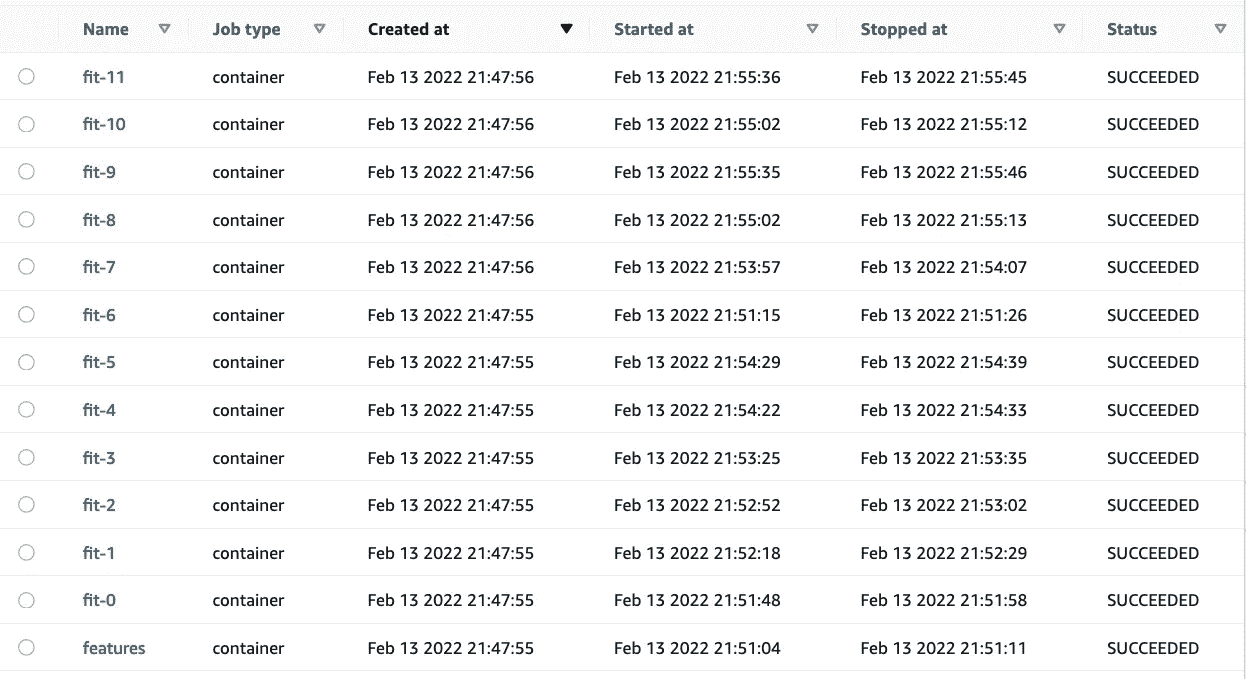 Name Job type Created at Started at Stopped at Status
fit-11 container Feb 13 2022 21:47:56 Feb 13 2022 21:55:36 Feb 13 2022 21:55:45 SUCCEEDED
fit-10 container Feb 13 2022 21:47:56 Feb 13 2022 21:55:02 Feb 13 2022 21:55:12 SUCCEEDED
fit-9 container Feb 13 2022 21:47:56 Feb 13 2022 21:55:35 Feb 13 2022 21:55:46 SUCCEEDED
fit-8 container Feb 13 2022 21:47:56 Feb 13 2022 21:55:02 Feb 13 2022 21:55:13 SUCCEEDED
fit-7 container Feb 13 2022 21:47:56 Feb 13 2022 21:53:57 Feb 13 2022 21:54:07 SUCCEEDED
fit-6 container Feb 13 2022 21:47:55 Feb 13 2022 21:51:15 Feb 13 2022 21:51:26 SUCCEEDED
fit-5 container Feb 13 2022 21:47:55 Feb 13 2022 21:54:29 Feb 13 2022 21:54:39 SUCCEEDED
fit-4 container Feb 13 2022 21:47:55 Feb 13 2022 21:54:22 Feb 13 2022 21:54:33 SUCCEEDED
fit-3 container Feb 13 2022 21:47:55 Feb 13 2022 21:53:25 Feb 13 2022 21:53:35 SUCCEEDED
fit-2 container Feb 13 2022 21:47:55 Feb 13 2022 21:52:52 Feb 13 2022 21:53:02 SUCCEEDED
fit-1 container Feb 13 2022 21:47:55 Feb 13 2022 21:52:18 Feb 13 2022 21:52:29 SUCCEEDED
fit-0 container Feb 13 2022 21:47:55 Feb 13 2022 21:51:48 Feb 13 2022 21:51:58 SUCCEEDED
features container Feb 13 2022 21:47:55 Feb 13 2022 21:51:04 Feb 13 2022 21:51:11 SUCCEEDED